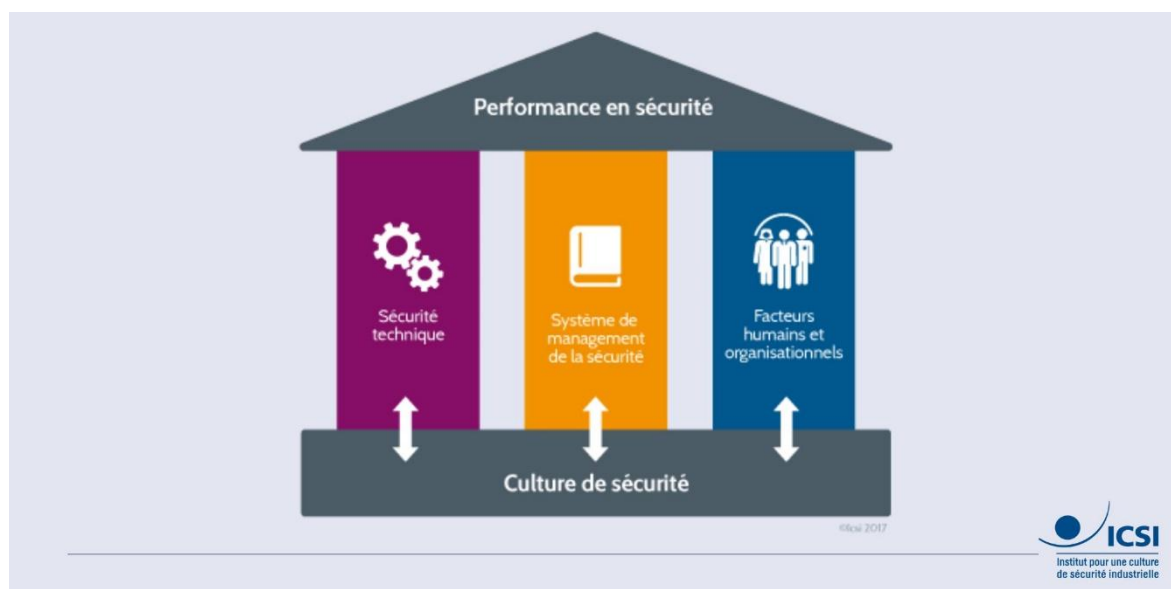 Performance en sécurité
Sécurité
technique
Système de
management
de la sécurité
Facteurs
humains et
organisationnels
Culture de sécurité
©Icsi 2017
ICSI
Institut pour une culture
de sécurité industrielle